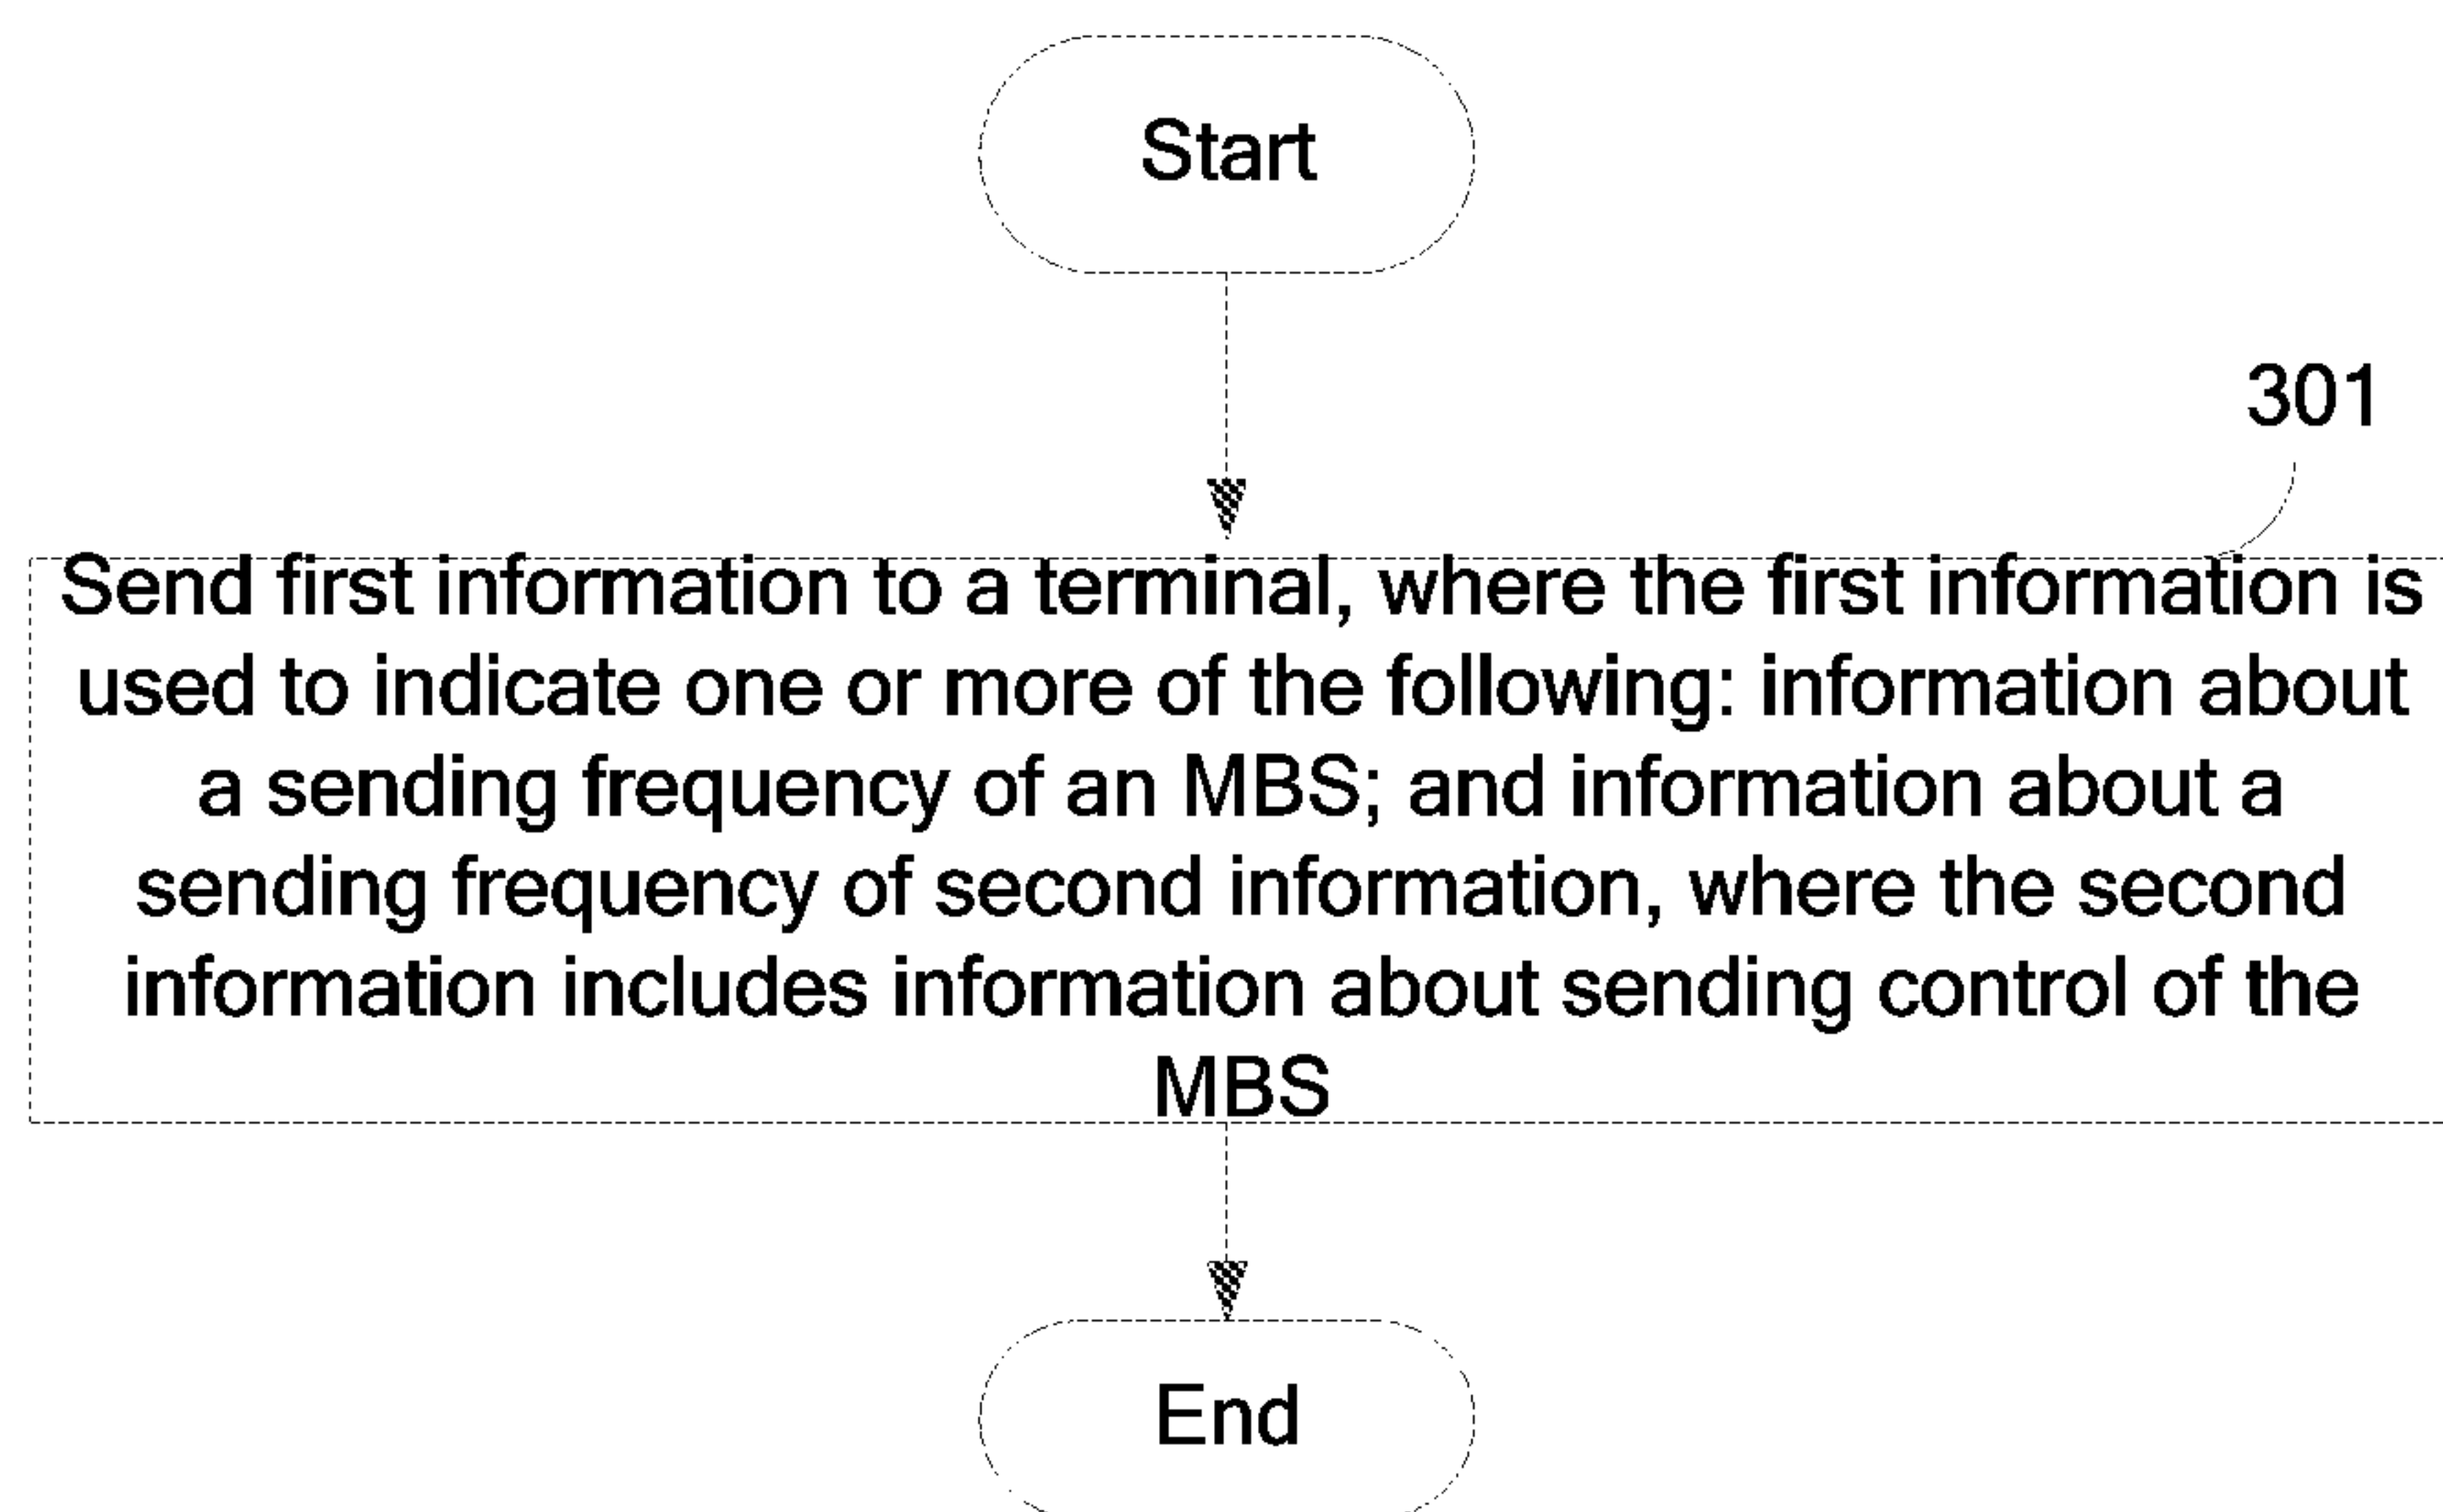 Start
301
Send first information to a terminal, where the first information is
used to indicate one or more of the following: information about
a sending frequency of an MBS; and information about a
sending frequency of second information, where the second
information includes information about sending control of the
MBS
End